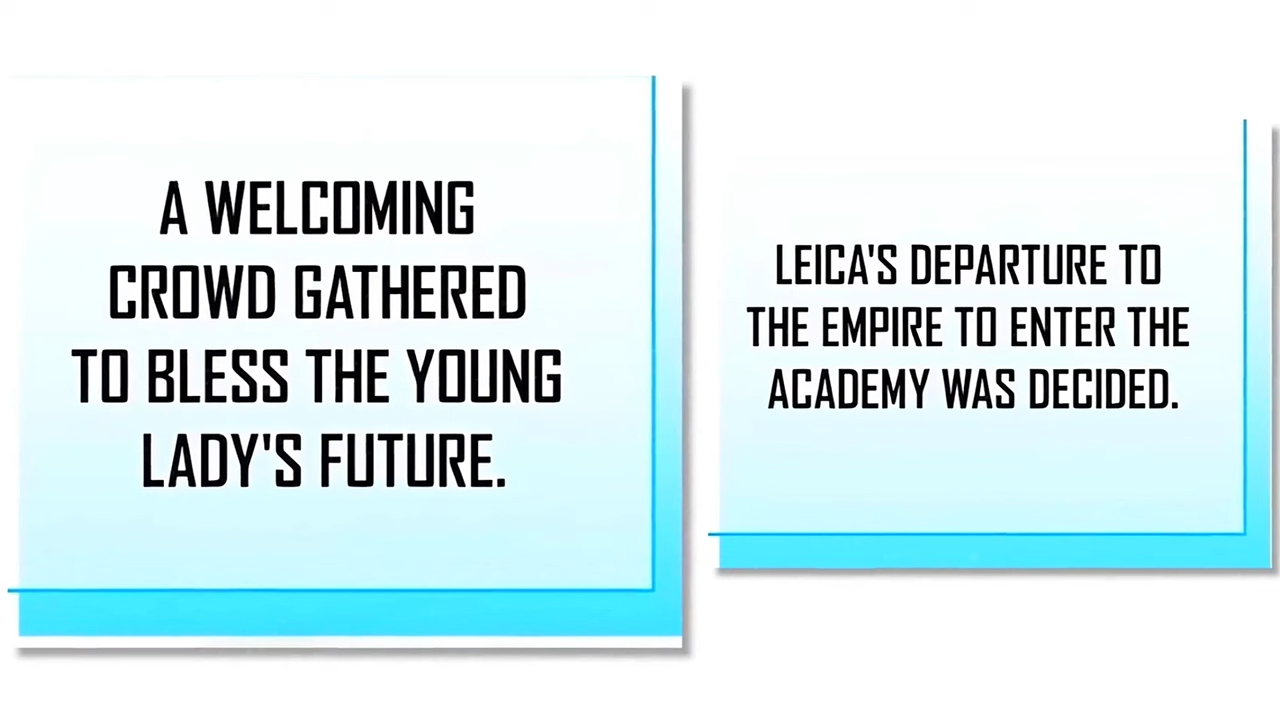 A WELCOMING
CROWD GATHERED
TO BLESS THE YOUNG
LADY'S FUTURE.
LEICA'S DEPARTURE TO
THE EMPIRE TO ENTER THE
ACADEMY WAS DECIDED.